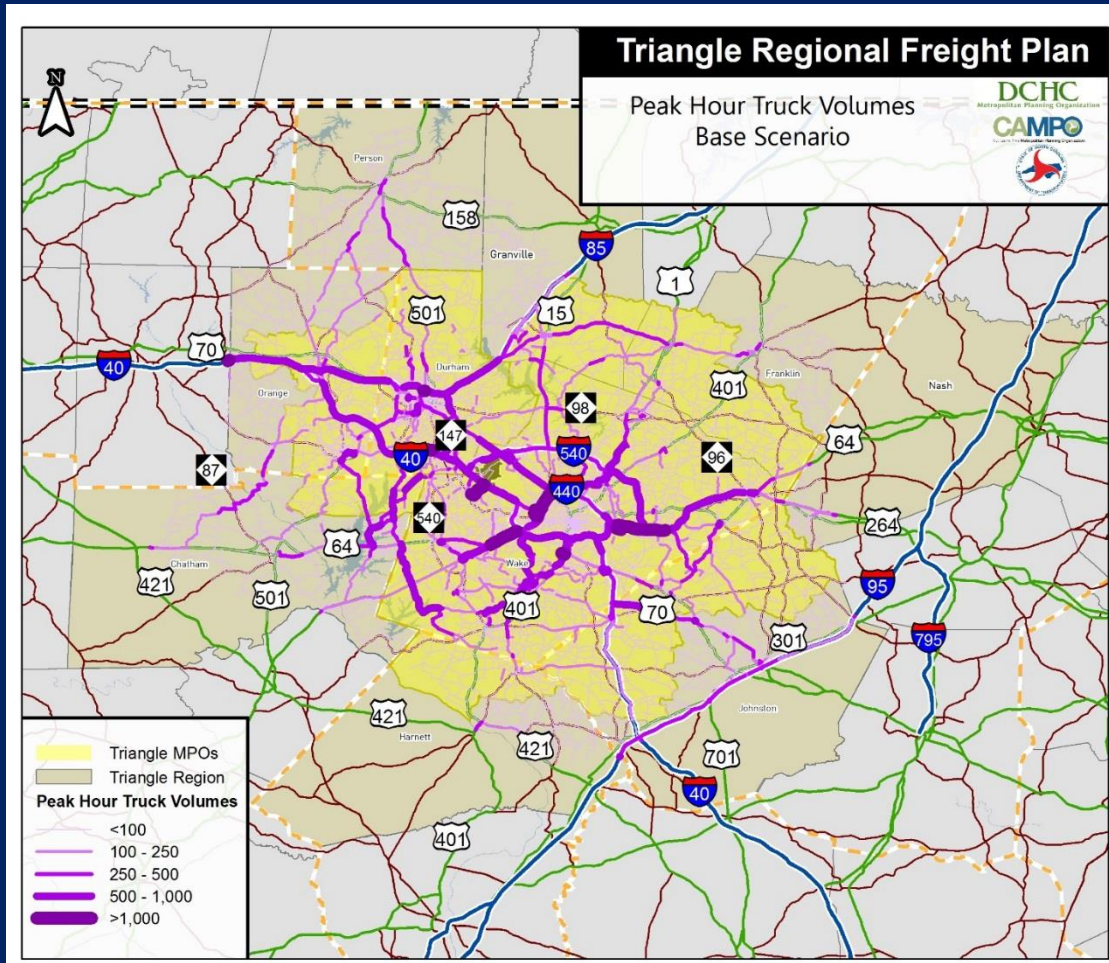 Triangle Regional Freight Plan
Peak Hour Truck Volumes
Base Scenario
DCHC
Metropolitan Planning Organization
CAMPO
N
Person
158
Granville
85
1
501
15
70
40
Durham
Orange
Franklin
401
Nash
98
147
64
87
40
540
96
440
540
264
64
Chatham
Wake
95
421
501
401
70
301
795
Johnston
421
Harnett
421
701
40
401
Triangle MPOs
Triangle Region
Peak Hour Truck Volumes
<100
100 - 250
250 - 500
500 - 1,000
>1,000